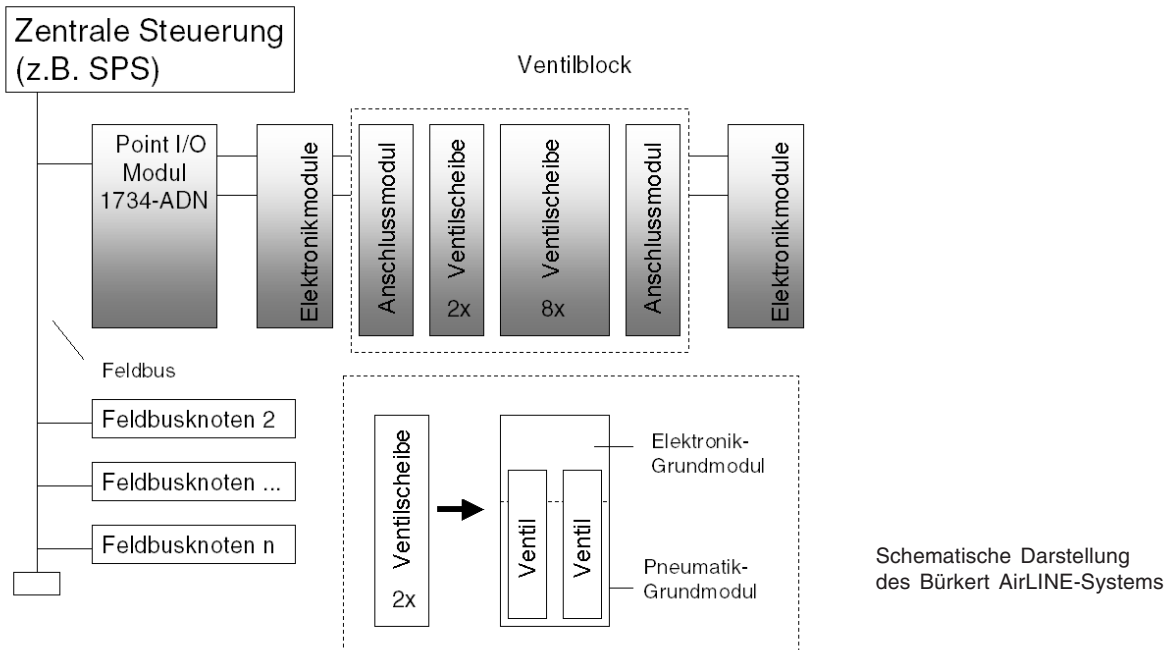 Zentrale Steuerung
(z.B. SPS)
Ventilblock
Point I/O
Modul
1734-ADN
Elektronikmodule
Anschlussmodul
Ventilscheibe
2x
Ventilscheibe
8x
Anschlussmodul
Elektronikmodule
Feldbus
Feldbusknoten 2
Feldbusknoten ...
Feldbusknoten n
Ventilscheibe
2x
Ventil
Ventil
Elektronik-
Grundmodul
Pneumatik-
Grundmodul
Schematische Darstellung
des Bürkert AirLINE-Systems